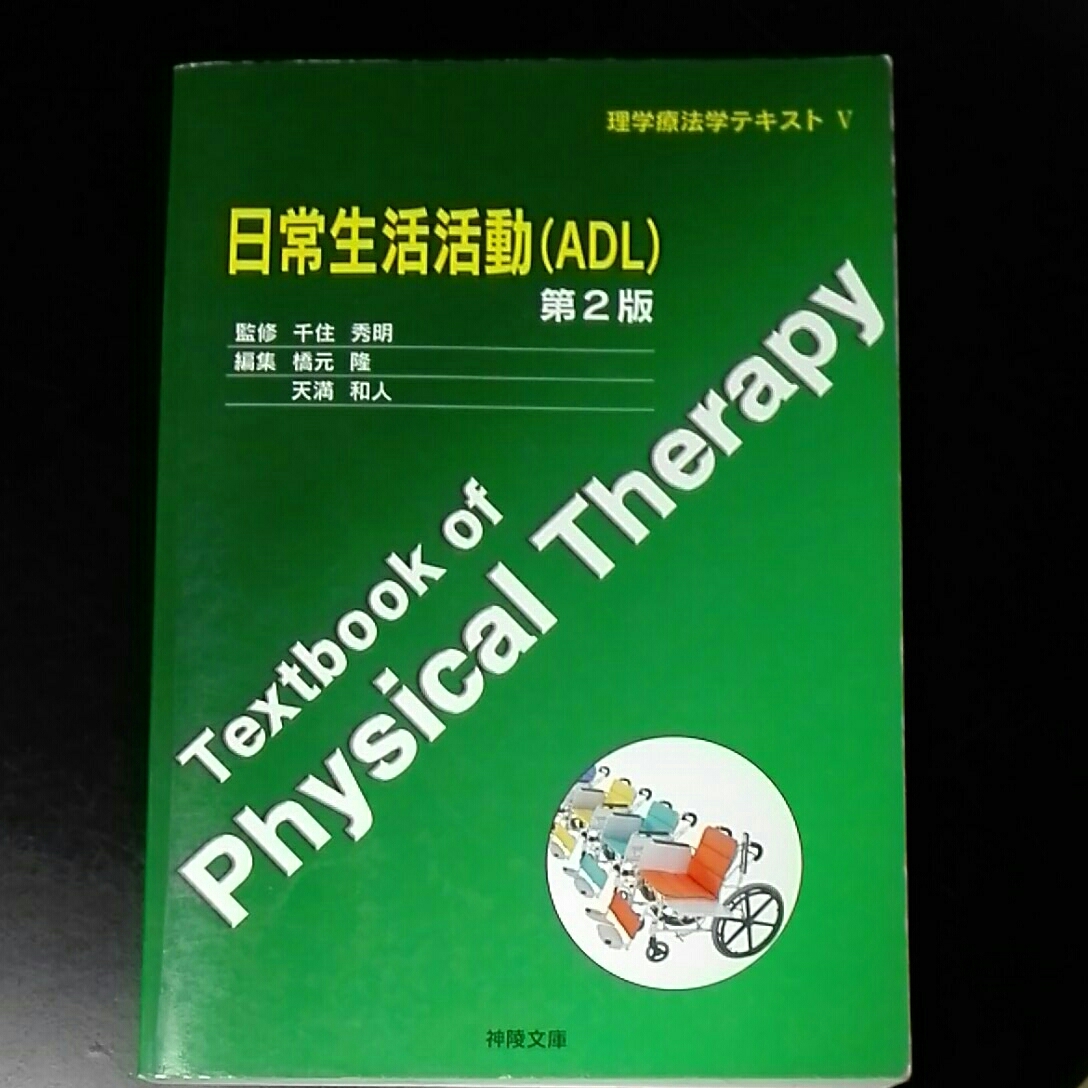 理学療法学テキスト Ⅴ
日常生活活動(ADL)
第2版
監修 千住 秀明
編集 橋元 隆
天満 和人
Textbook of
Physical Therapy
神陵文庫